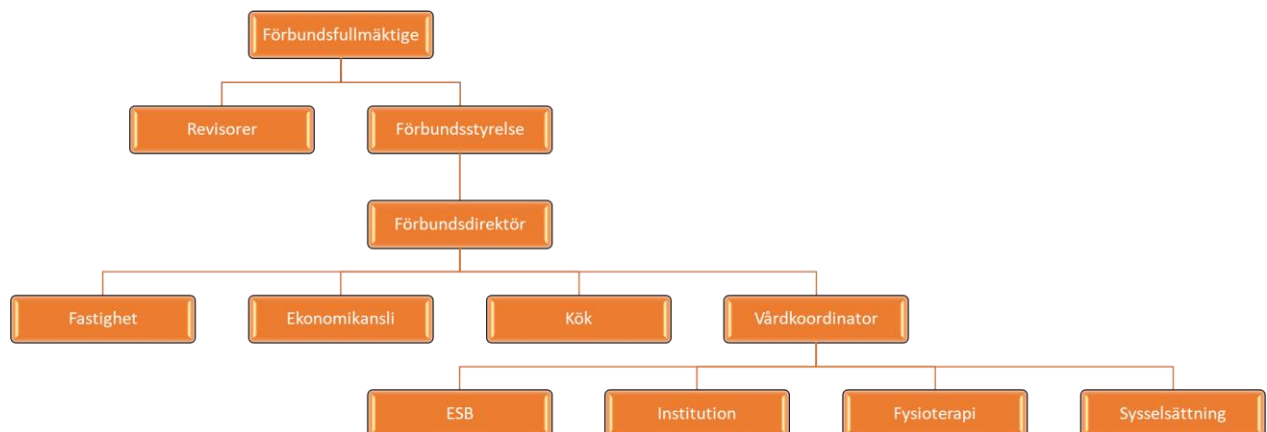 Förbundsfullmäktige
Revisorer
Förbundsstyrelse
Förbundsdirektör
Fastighet
Ekonomikansli
Kök
Vårdkoordinator
ESB
Institution
Fysioterapi
Sysselsättning